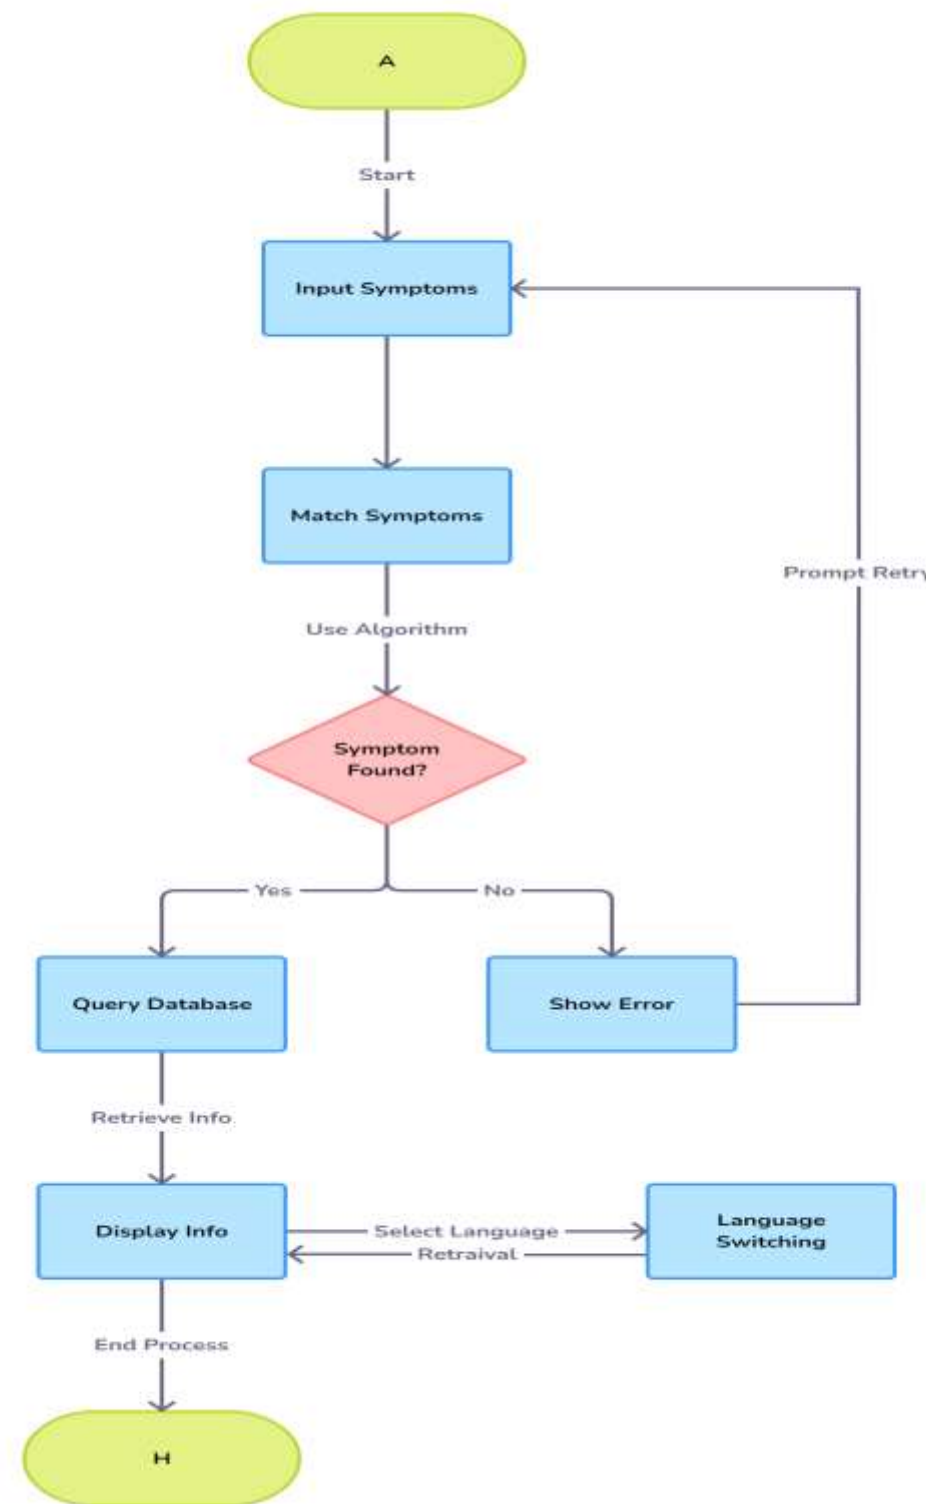 A
Start
Input Symptoms
Match Symptoms
Prompt Retry
Use Algorithm
Symptom
Found?
Yes
No
Query Database
Show Error
Retrieve Info
Display Info
Select Language
Retraival
Language
Switching
End Process
H